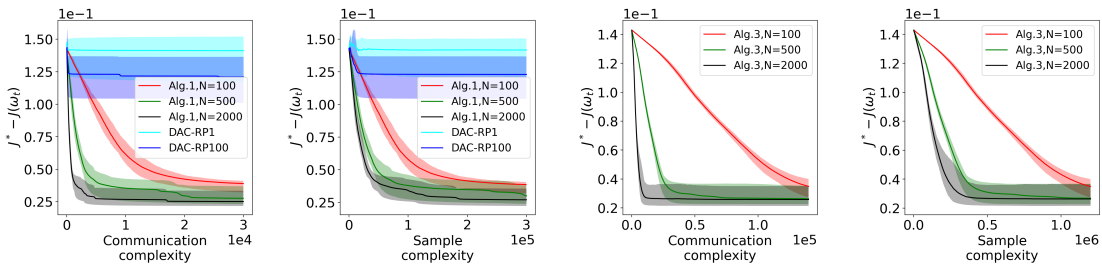 1e−1
J* − J(ωt)
1.50
1.25
1.00
0.75
0.50
0.25
Alg.1,N=100
Alg.1,N=500
Alg.1,N=2000
DAC-RP1
DAC-RP100
0 1 2 3
Communication 1e4
complexity
1e−1
J* − J(ωt)
1.50
1.25
1.00
0.75
0.50
0.25
Alg.1,N=100
Alg.1,N=500
Alg.1,N=2000
DAC-RP1
DAC-RP100
0 1 2 3
Sample 1e5
complexity
1e−1
J* − J(ωt)
1.4
1.2
1.0
0.8
0.6
0.4
0.2
Alg.3,N=100
Alg.3,N=500
Alg.3,N=2000
0.0 0.5 1.0
Communication 1e5
complexity
1e−1
J* − J(ωt)
1.4
1.2
1.0
0.8
0.6
0.4
0.2
Alg.3,N=100
Alg.3,N=500
Alg.3,N=2000
0.0 0.5 1.0
Sample 1e6
complexity